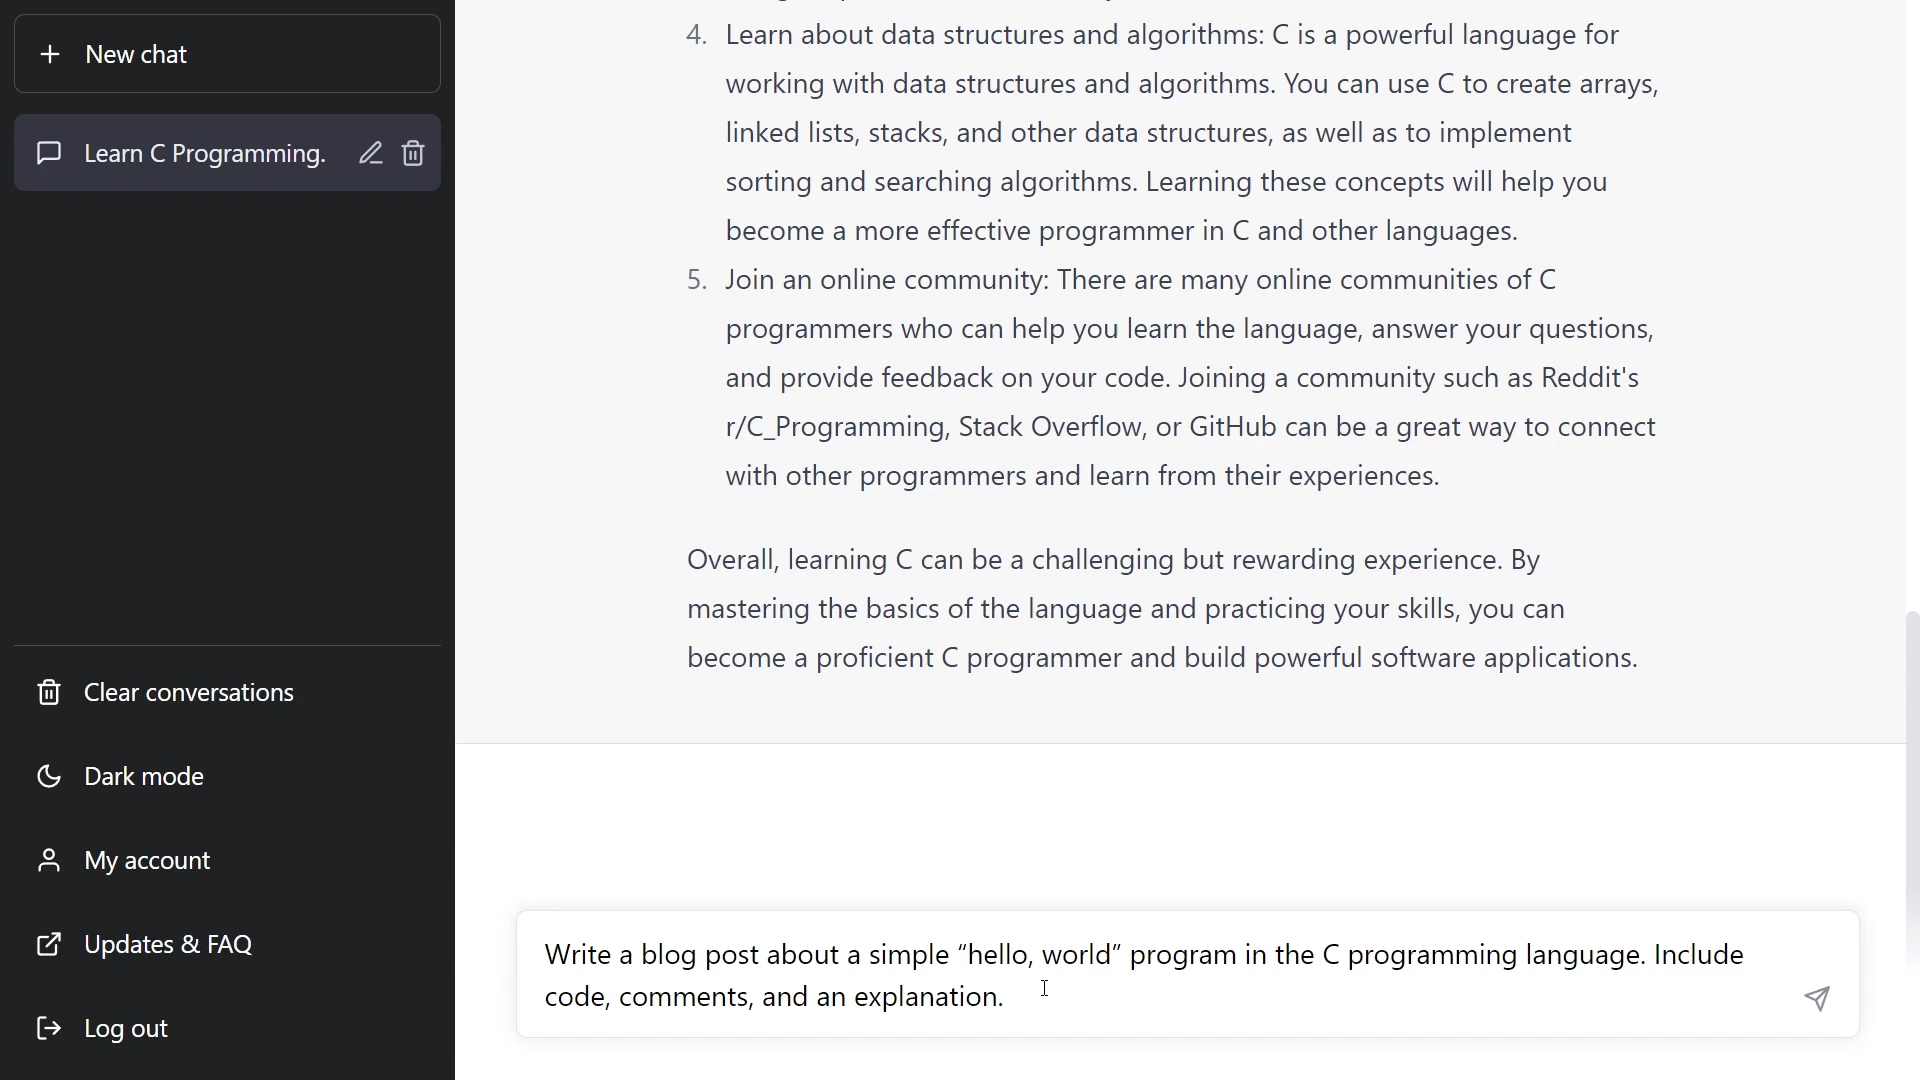 New chat
Learn C Programming.
Clear conversations
Dark mode
My account
Updates & FAQ
Log out
4. Learn about data structures and algorithms: C is a powerful language for
working with data structures and algorithms. You can use C to create arrays,
linked lists, stacks, and other data structures, as well as to implement
sorting and searching algorithms. Learning these concepts will help you
become a more effective programmer in C and other languages.
5. Join an online community: There are many online communities of C
programmers who can help you learn the language, answer your questions,
and provide feedback on your code. Joining a community such as Reddit's
r/C_Programming, Stack Overflow, or GitHub can be a great way to connect
with other programmers and learn from their experiences.
Overall, learning C can be a challenging but rewarding experience. By
mastering the basics of the language and practicing your skills, you can
become a proficient C programmer and build powerful software applications.
Write a blog post about a simple “hello, world” program in the C programming language. Include
code, comments, and an explanation.